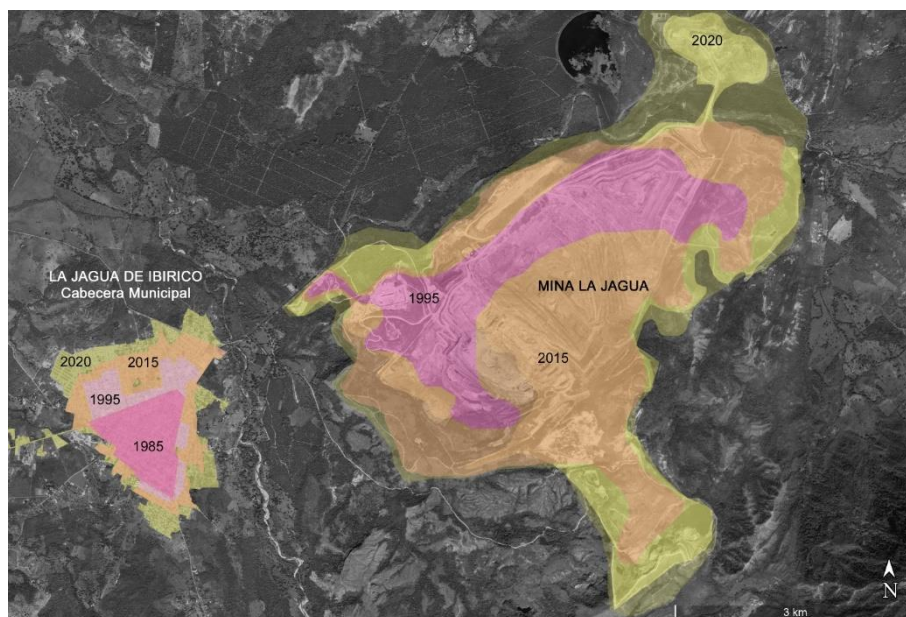 2020
LA JAGUA DE IBIRICO
Cabecera Municipal
MINA LA JAGUA
1995
2020
2015
2015
1995
1985
N
3 km